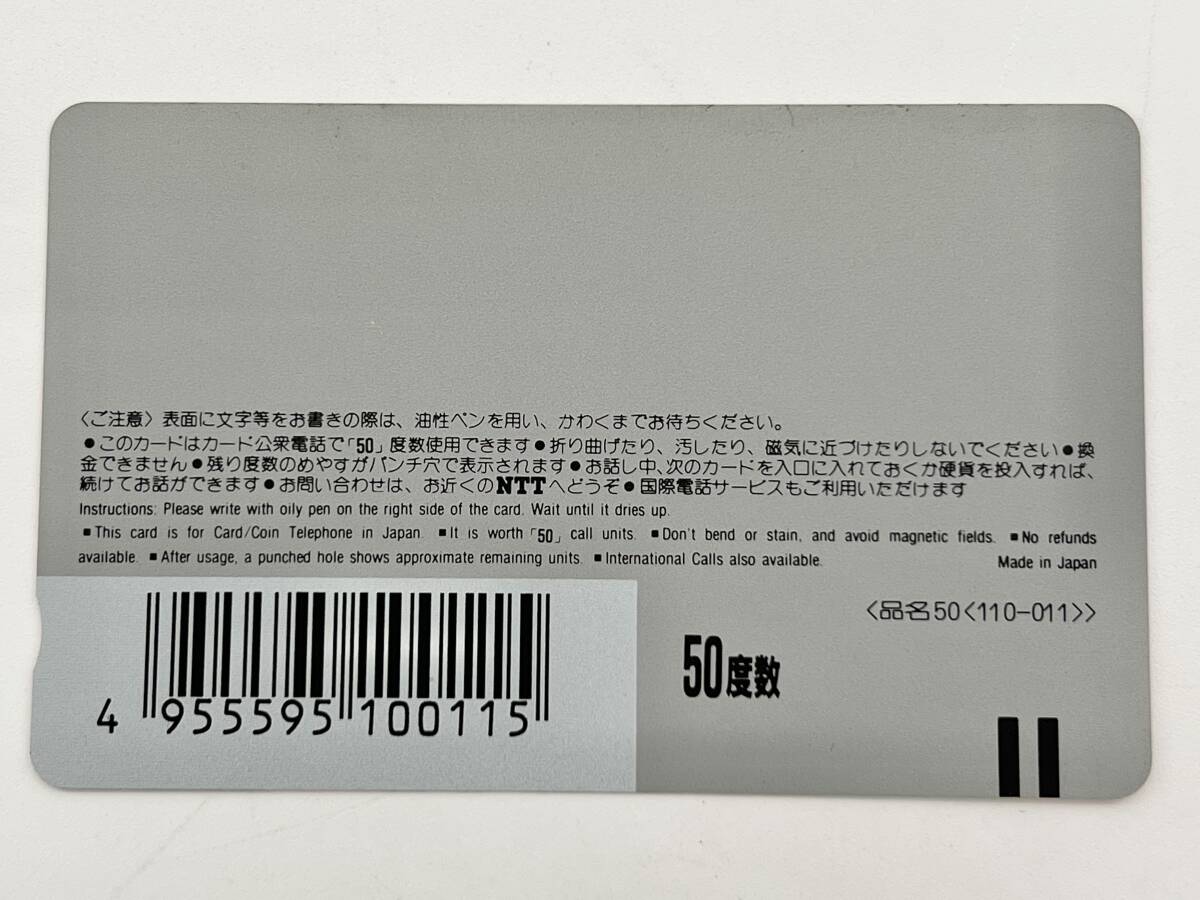 〈ご注意〉表面に文字等をお書きの際は、油性ペンを用い、かわくまでお待ちください。
●このカードはカード公衆電話で「50」度数使用できます●折り曲げたり、汚したり、磁気に近づけたりしないでください●換
金できません●残り度数のめやすがパンチ穴で表示されます●お話し中、次のカードを入口に入れておくか硬貨を投入すれば、
続けてお話ができます●お問い合わせは、お近くのNTTへどうぞ●国際電話サービスもご利用いただけます
Instructions: Please write with oily pen on the right side of the card. Wait until it dries up.
■This card is for Card/Coin Telephone in Japan. ■It is worth「50」call units. ■Don't bend or stain, and avoid magnetic fields. ■No refunds
available. ■After usage, a punched hole shows approximate remaining units. ■International Calls also available.
Made in Japan
〈品名50〈110-011〉〉
50度数
4 955595 100115